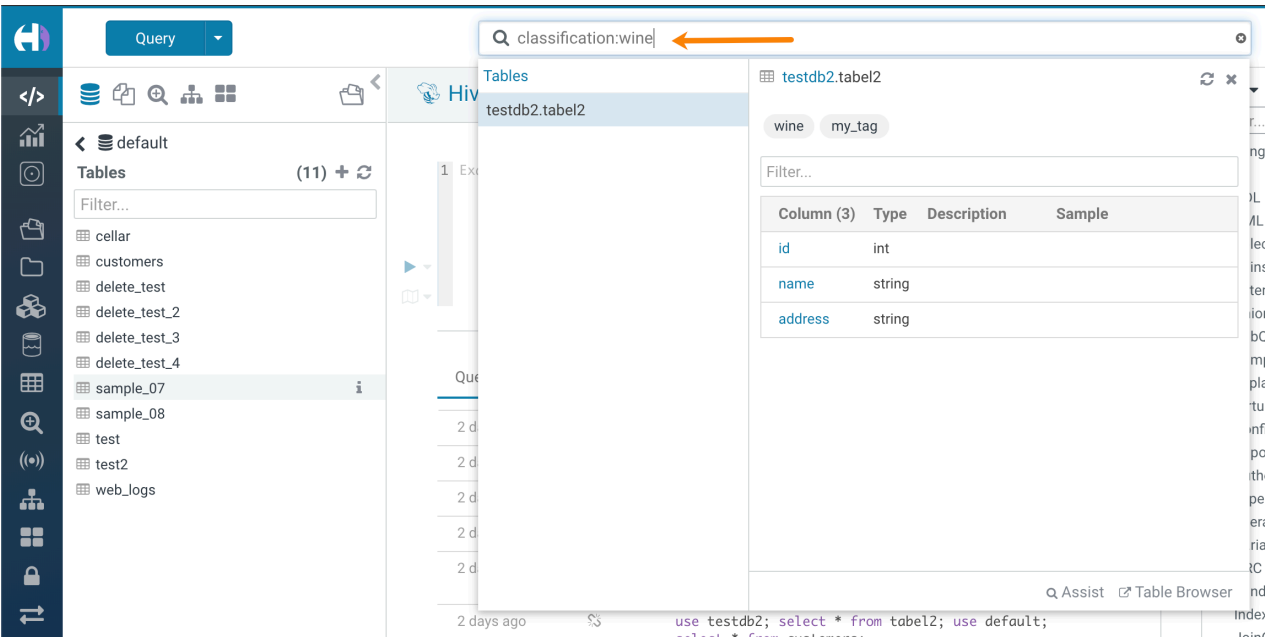 Query
classification:wine
default
Tables (11)
Filter...
cellar
customers
delete_test
delete_test_2
delete_test_3
delete_test_4
sample_07
sample_08
test
test2
web_logs
1
Tables
testdb2.tabel2
testdb2.tabel2
wine my_tag
Filter...
Column (3) Type Description Sample
id int
name string
address string
Assist Table Browser
2 days ago use testdb2; select * from tabel2; use default;